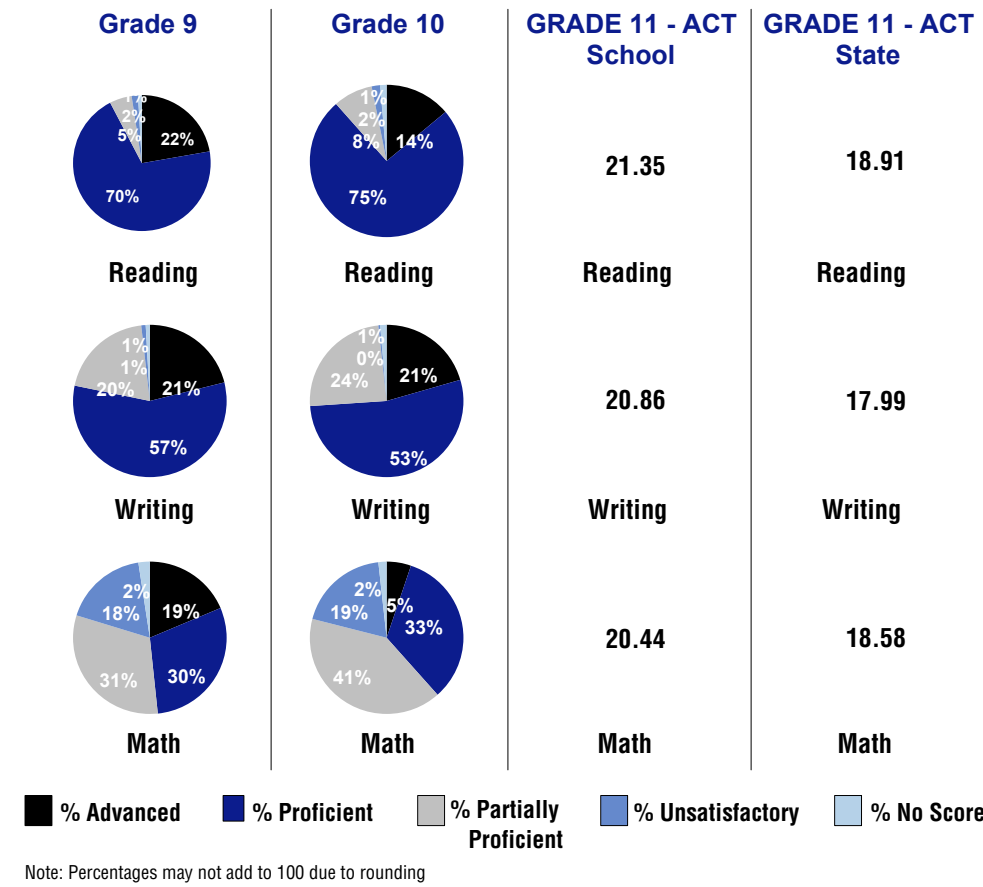 Grade 9
Grade 10
GRADE 11 - ACT
School
GRADE 11 - ACT
State
1%
2%
5%
22%
70%
1%
2%
8%
14%
75%
21.35
18.91
Reading
Reading
Reading
Reading
1%
1%
20%
21%
57%
1%
0%
24%
21%
53%
20.86
17.99
Writing
Writing
Writing
Writing
2%
18%
19%
31%
30%
2%
19%
5%
33%
41%
20.44
18.58
Math
Math
Math
Math
% Advanced
% Proficient
% Partially
Proficient
% Unsatisfactory
% No Score
Note: Percentages may not add to 100 due to rounding